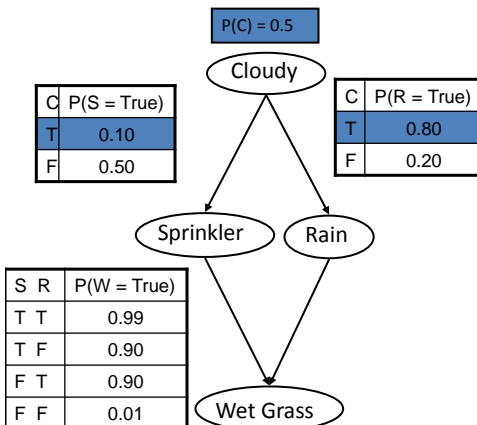 P(C) = 0.5
Cloudy
C P(S = True)
T 0.10
F 0.50
C P(R = True)
T 0.80
F 0.20
Sprinkler
Rain
S R P(W = True)
T T 0.99
T F 0.90
F T 0.90
F F 0.01
Wet Grass